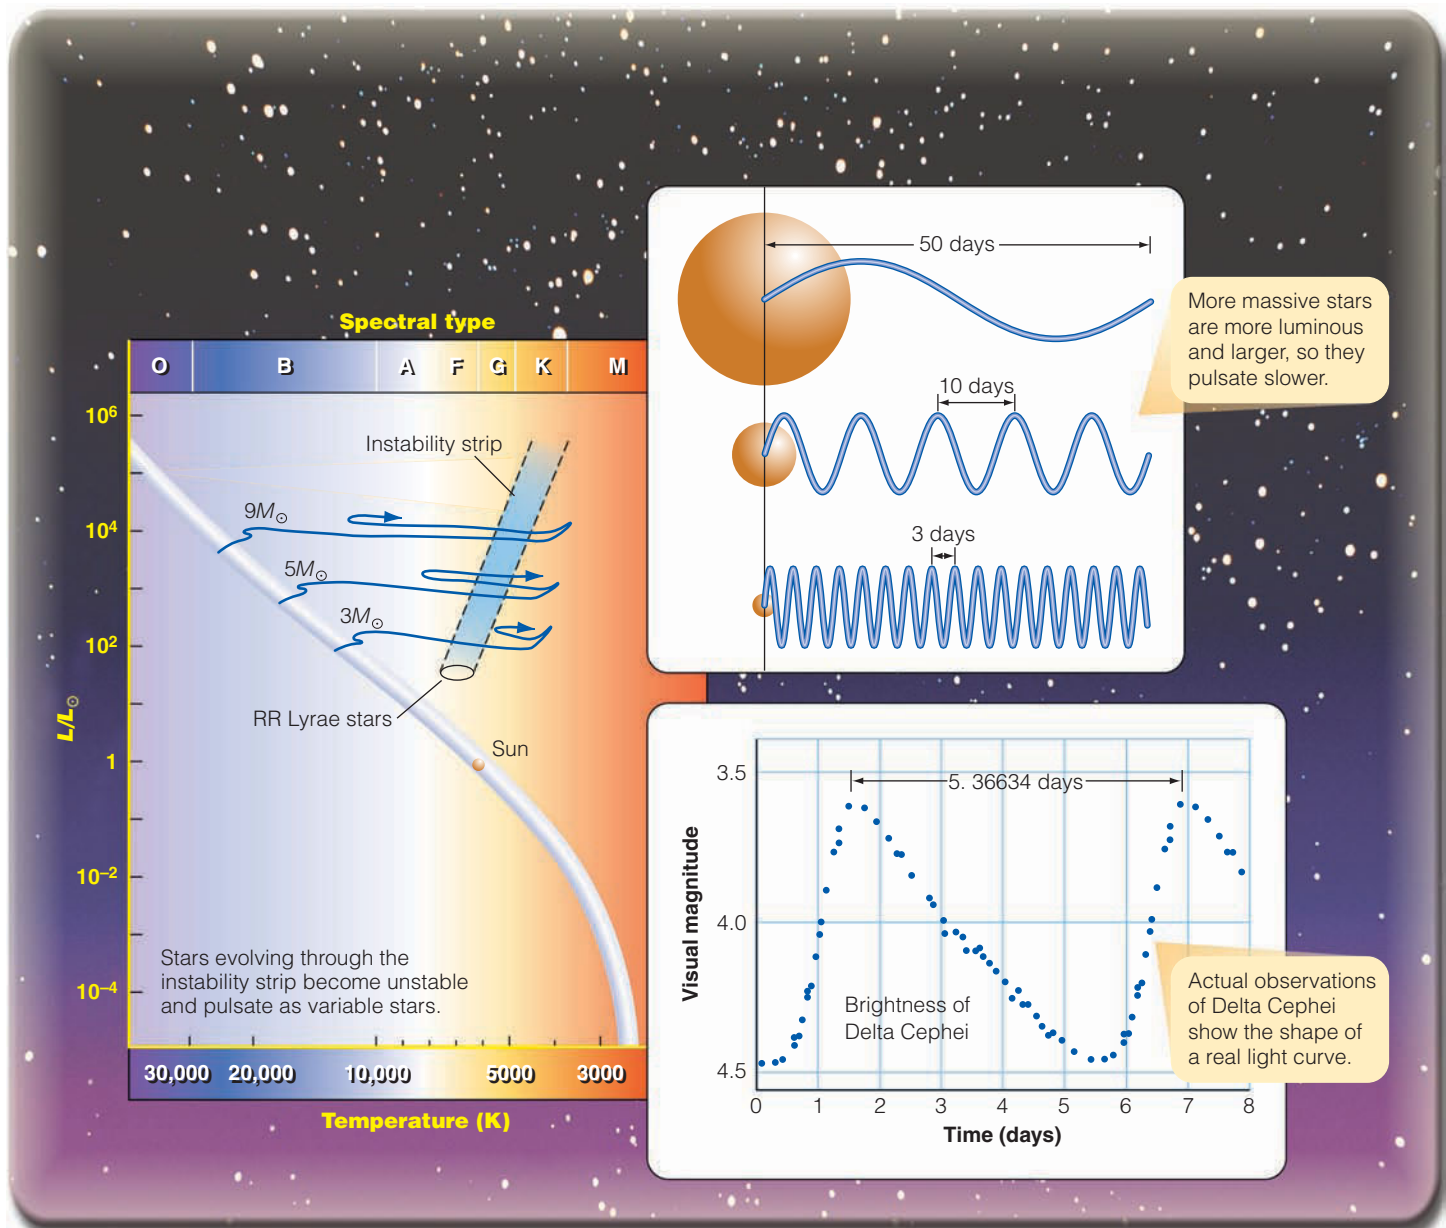 Spectral type
O B A F G K M
10⁶
Instability strip
9M☉
10⁴
5M☉
3M☉
10²
RR Lyrae stars
L/L☉
Sun
1
10⁻²
Stars evolving through the
instability strip become unstable
and pulsate as variable stars.
10⁻⁴
30,000 20,000 10,000 5000 3000
Temperature (K)
50 days
More massive stars
are more luminous
and larger, so they
pulsate slower.
10 days
3 days
5. 36634 days
3.5
Visual magnitude
4.0
Brightness of
Delta Cephei
4.5
0 1 2 3 4 5 6 7 8
Time (days)
Actual observations
of Delta Cephei
show the shape of
a real light curve.